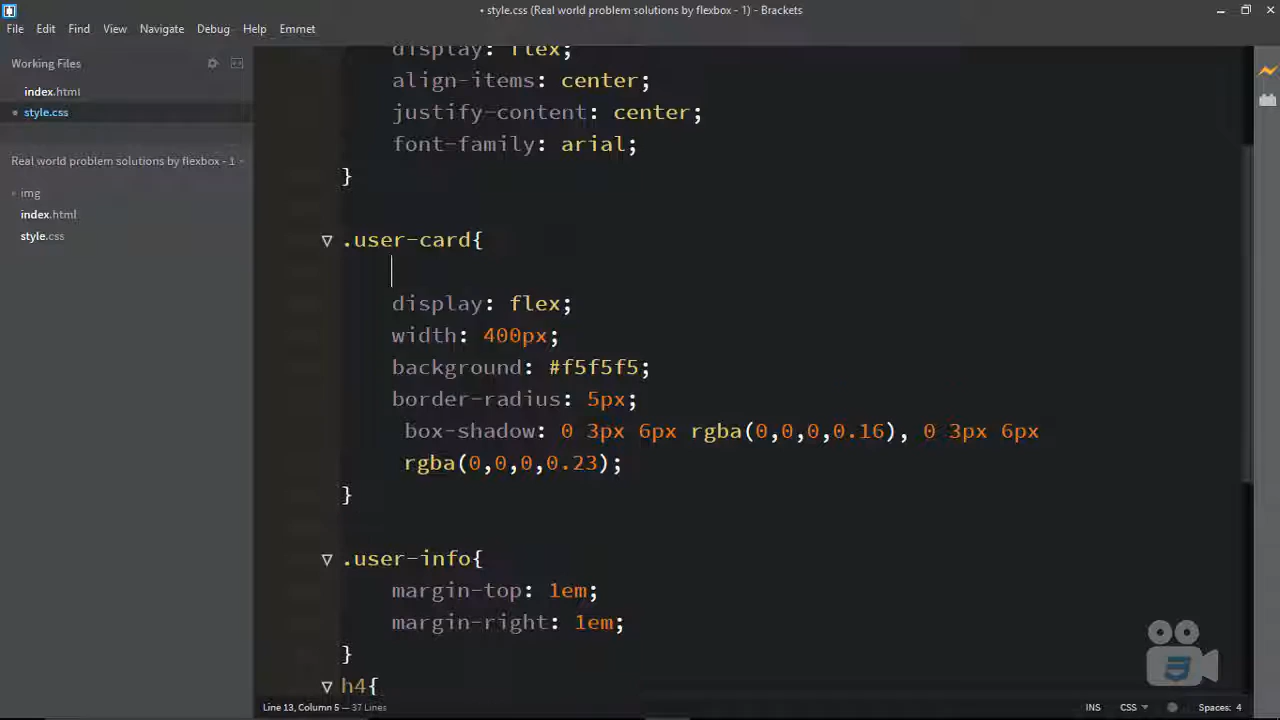 • style.css (Real world problem solutions by flexbox - 1) - Brackets
File Edit Find View Navigate Debug Help Emmet
Working Files
index.html
style.css
Real world problem solutions by flexbox - 1
img
index.html
style.css
display: flex;
align-items: center;
justify-content: center;
font-family: arial;
}
.user-card{
display: flex;
width: 400px;
background: #f5f5f5;
border-radius: 5px;
box-shadow: 0 3px 6px rgba(0,0,0,0.16), 0 3px 6px
rgba(0,0,0,0.23);
}
.user-info{
margin-top: 1em;
margin-right: 1em;
}
h4{
Line 13, Column 5 — 37 Lines
INS CSS Spaces: 4